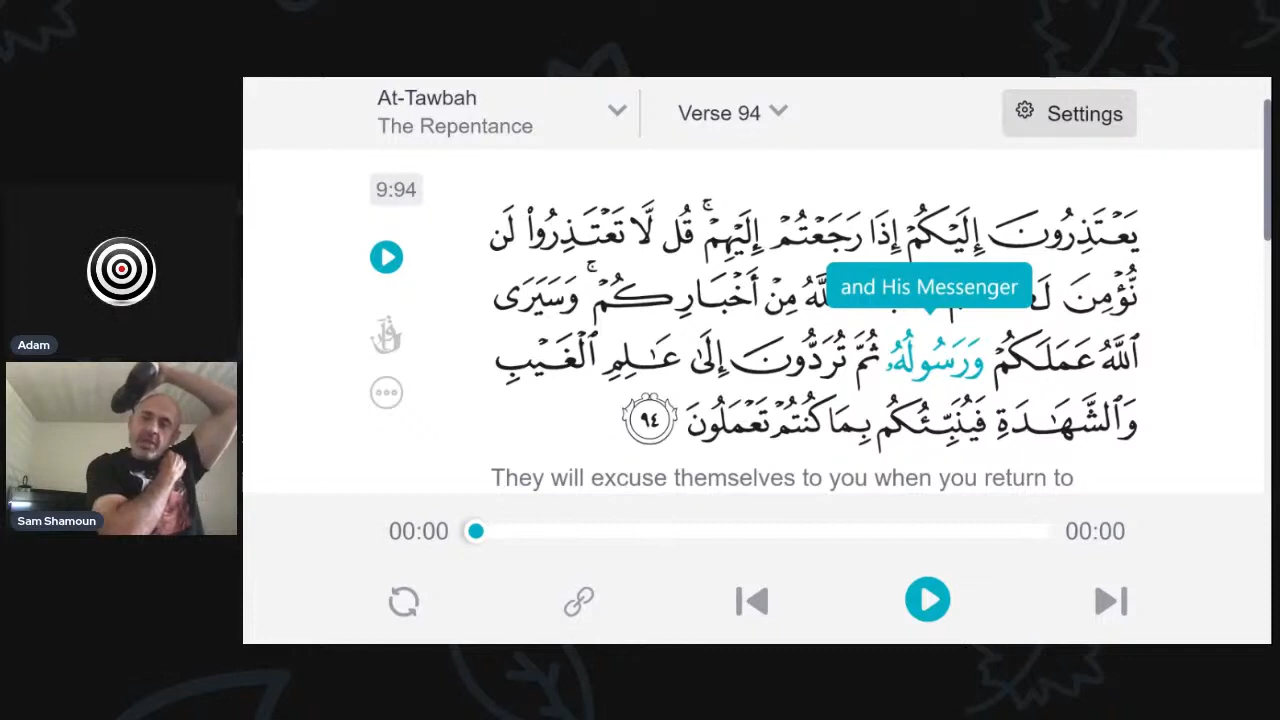 At-Tawbah
The Repentance
Verse 94
Settings
9:94
يَعْتَذِرُونَ إِلَيْكُمْ إِذَا رَجَعْتُمْ إِلَيْهِمْ ۚ قُل لَّا تَعْتَذِرُوا۟ لَن
نُّؤْمِنَ
مِنْ أَخْبَارِكُمْ ۚ وَسَيَرَى
and His Messenger
ٱللَّهُ عَمَلَكُمْ وَرَسُولُهُۥ ثُمَّ تُرَدُّونَ إِلَىٰ عَـٰلِمِ ٱلْغَيْبِ
وَٱلشَّهَـٰدَةِ فَيُنَبِّئُكُم بِمَا كُنتُمْ تَعْمَلُونَ ٩٤
They will excuse themselves to you when you return to
00:00
00:00
Adam
Sam Shamoun